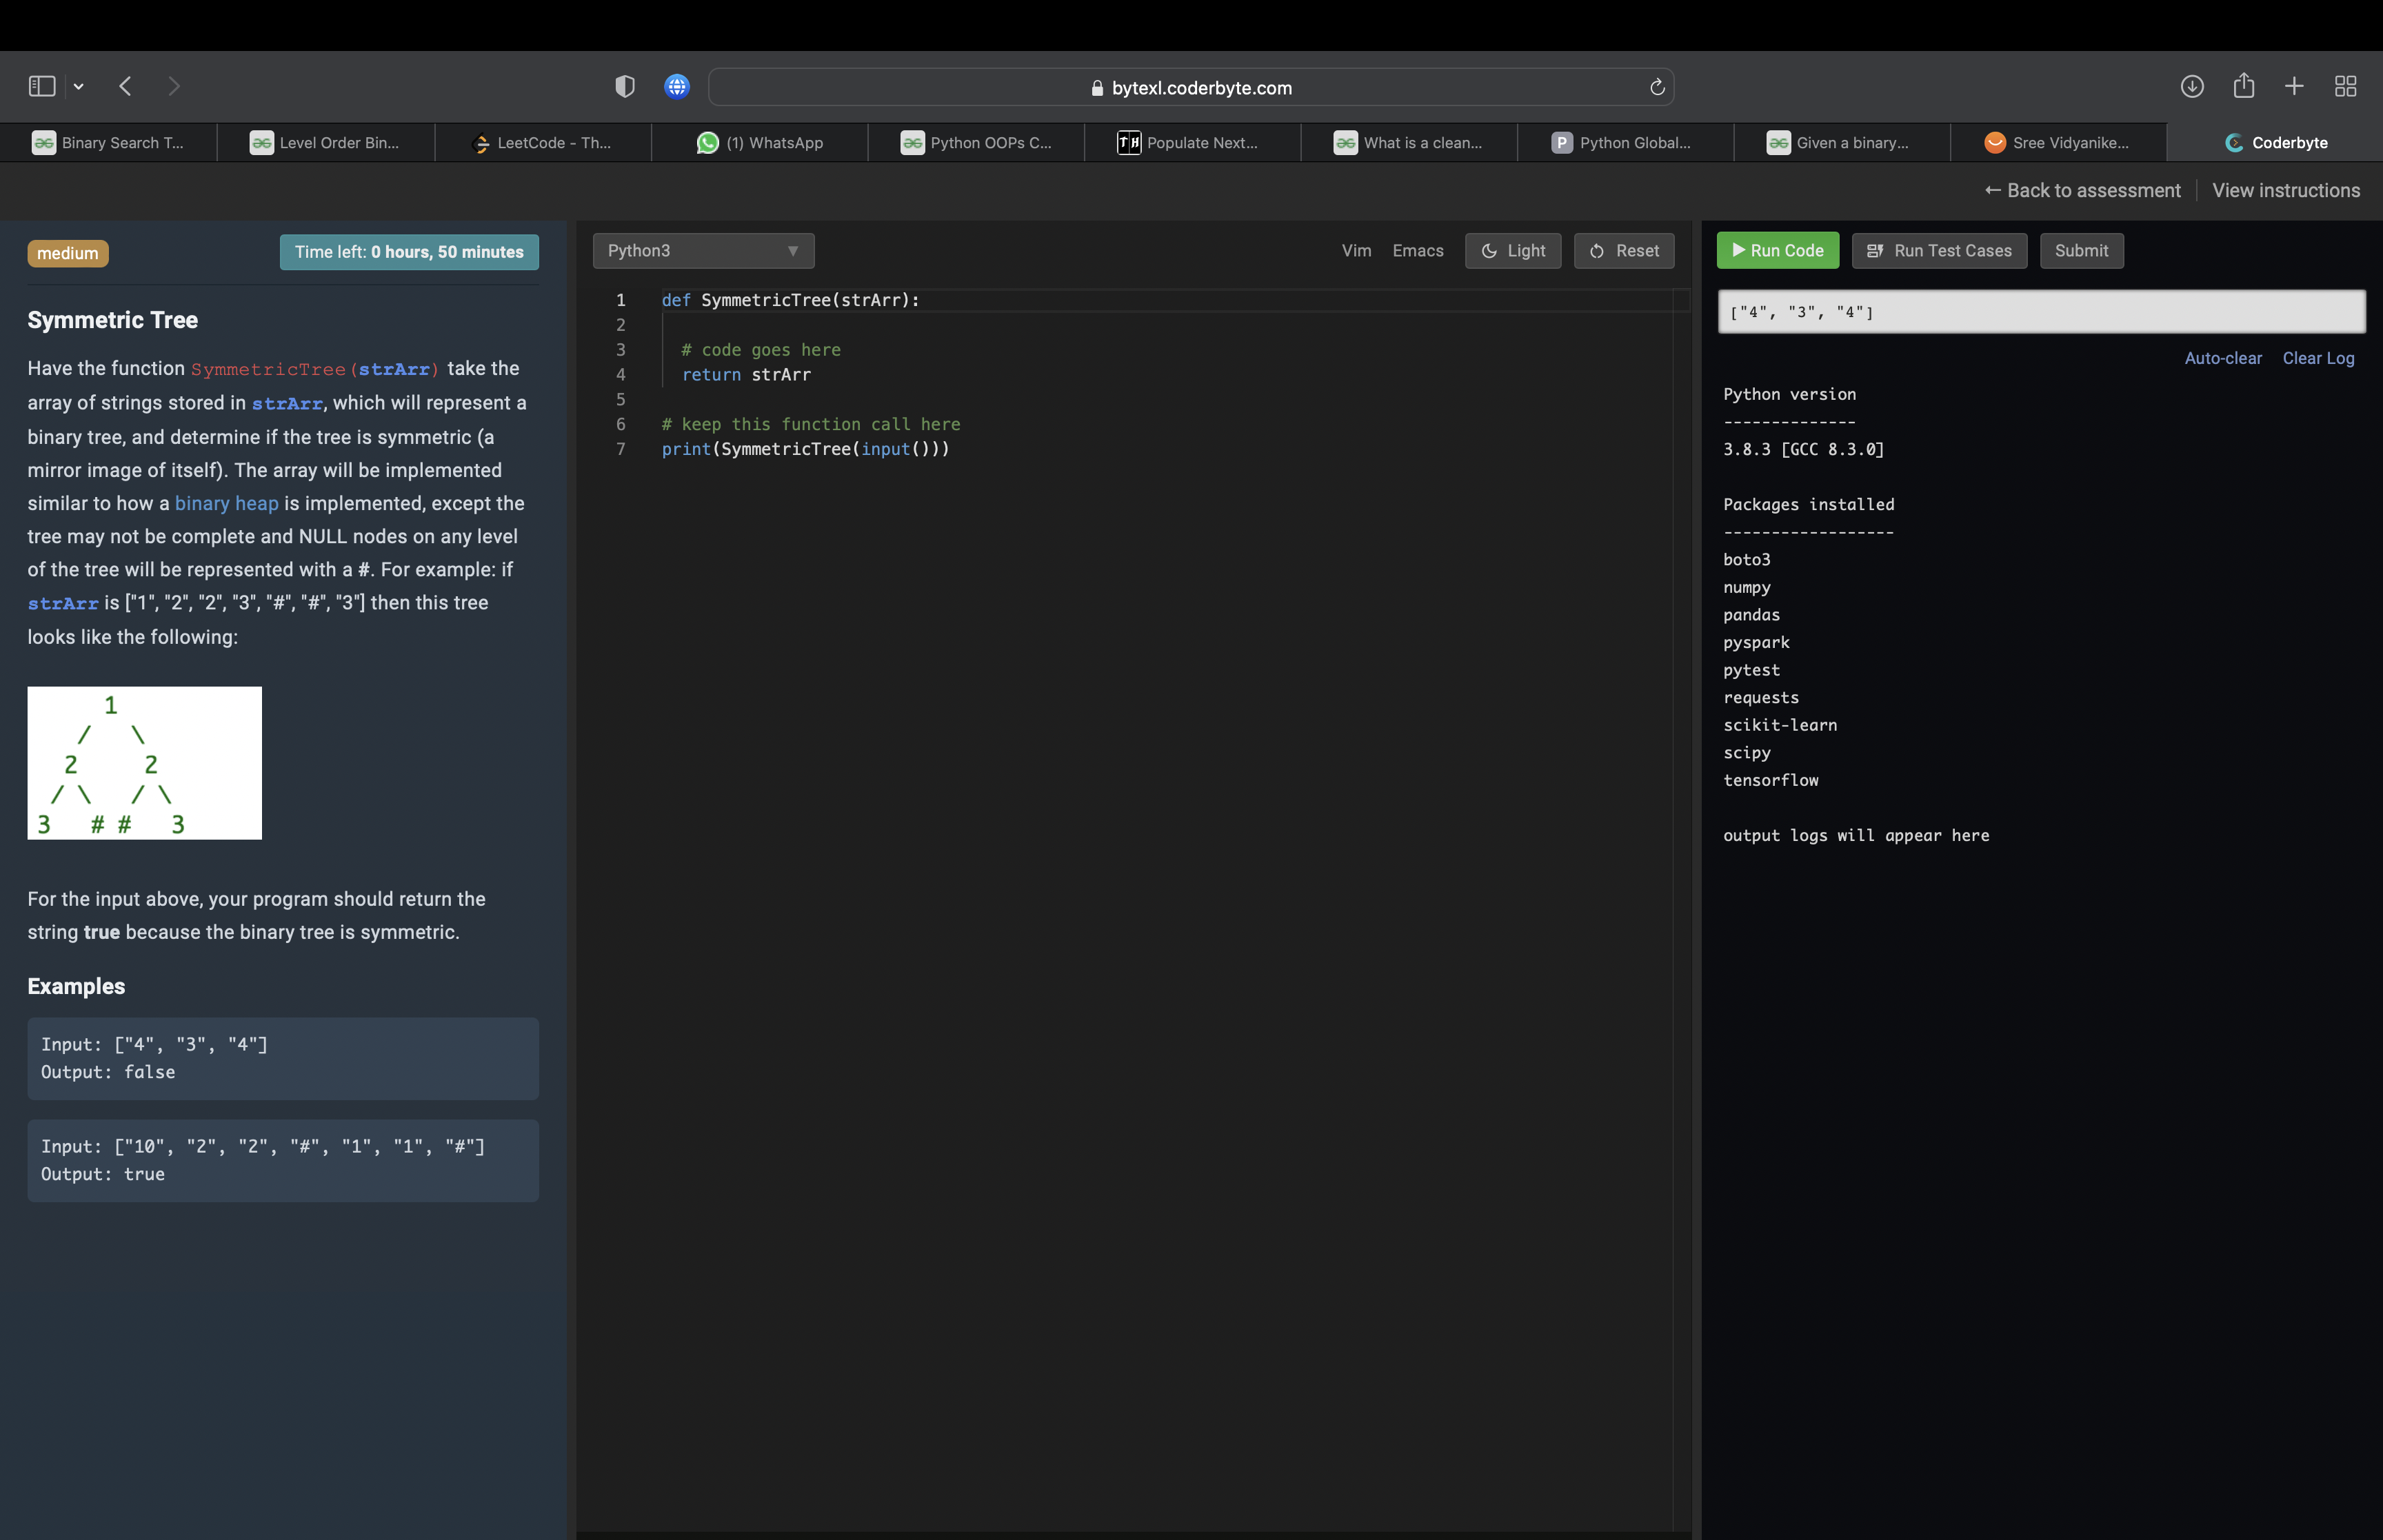 bytexl.coderbyte.com
Binary Search T...
Level Order Bin...
LeetCode - Th...
(1) WhatsApp
Python OOPs C...
TH
Populate Next...
What is a clean...
P
Python Global...
Given a binary...
Sree Vidyanike...
Coderbyte
← Back to assessment
View instructions
medium
Time left: 0 hours, 50 minutes
Symmetric Tree
Have the function SymmetricTree(strArr) take the
array of strings stored in strArr, which will represent a
binary tree, and determine if the tree is symmetric (a
mirror image of itself). The array will be implemented
similar to how a binary heap is implemented, except the
tree may not be complete and NULL nodes on any level
of the tree will be represented with a #. For example: if
strArr is ["1", "2", "2", "3", "#", "#", "3"] then this tree
looks like the following:
1
/ \
2 2
/ \ / \
3 # # 3
For the input above, your program should return the
string true because the binary tree is symmetric.
Examples
Input: ["4", "3", "4"]
Output: false
Input: ["10", "2", "2", "#", "1", "1", "#"]
Output: true
Python3
Vim
Emacs
Light
Reset
1 def SymmetricTree(strArr):
2
3 # code goes here
4 return strArr
5
6 # keep this function call here
7 print(SymmetricTree(input()))
Run Code
Run Test Cases
Submit
["4", "3", "4"]
Auto-clear
Clear Log
Python version
--------------
3.8.3 [GCC 8.3.0]
Packages installed
------------------
boto3
numpy
pandas
pyspark
pytest
requests
scikit-learn
scipy
tensorflow
output logs will appear here